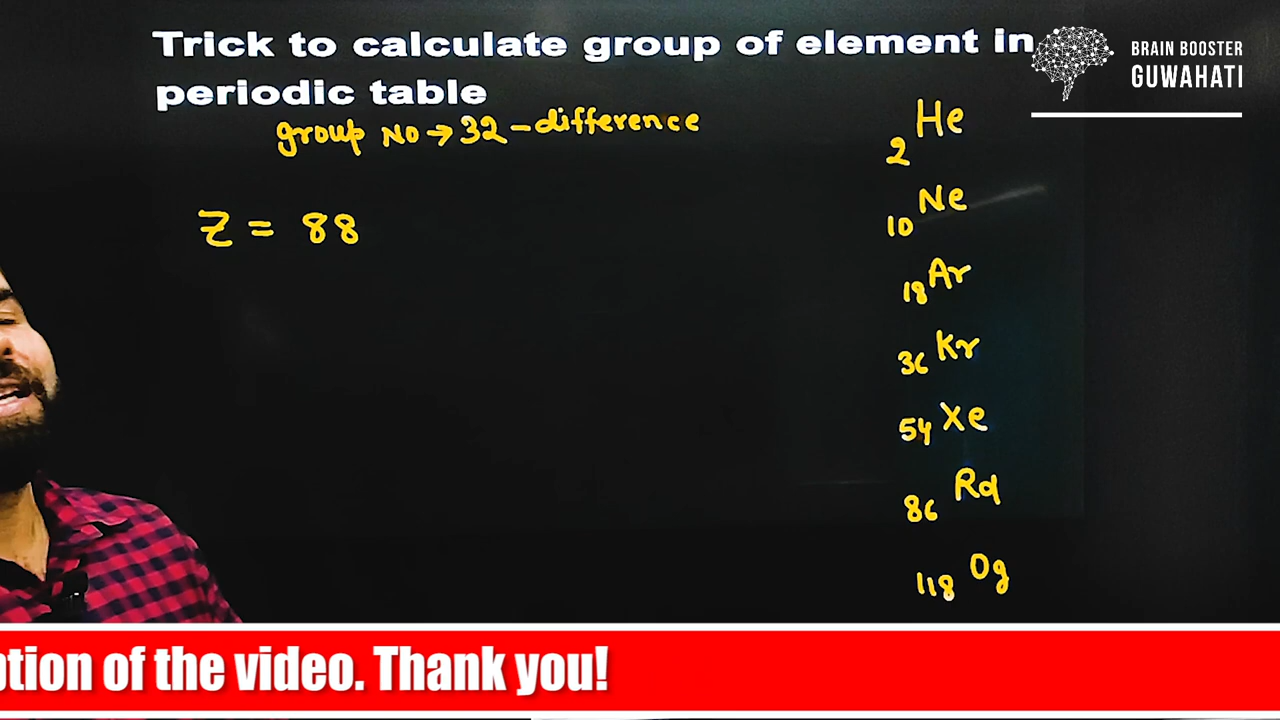 Trick to calculate group of element in
periodic table
BRAIN BOOSTER
GUWAHATI
group No → 32 - difference
Z = 88
2 He
10 Ne
18 Ar
36 Kr
54 Xe
86 Rd
118 Og
ption of the video. Thank you!